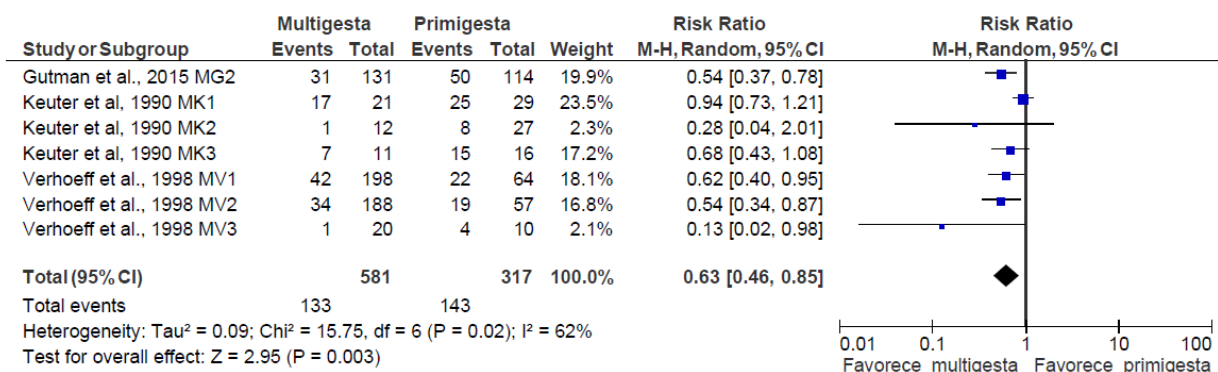 Multigesta Primigesta Risk Ratio Risk Ratio
Study or Subgroup Events Total Events Total Weight M-H, Random, 95% CI M-H, Random, 95% CI
Gutman et al., 2015 MG2 31 131 50 114 19.9% 0.54 [0.37, 0.78]
Keuter et al, 1990 MK1 17 21 25 29 23.5% 0.94 [0.73, 1.21]
Keuter et al, 1990 MK2 1 12 8 27 2.3% 0.28 [0.04, 2.01]
Keuter et al, 1990 MK3 7 11 15 16 17.2% 0.68 [0.43, 1.08]
Verhoeff et al., 1998 MV1 42 198 22 64 18.1% 0.62 [0.40, 0.95]
Verhoeff et al., 1998 MV2 34 188 19 57 16.8% 0.54 [0.34, 0.87]
Verhoeff et al., 1998 MV3 1 20 4 10 2.1% 0.13 [0.02, 0.98]
Total (95% CI) 581 317 100.0% 0.63 [0.46, 0.85]
Total events 133 143
Heterogeneity: Tau² = 0.09; Chi² = 15.75, df = 6 (P = 0.02); I² = 62%
Test for overall effect: Z = 2.95 (P = 0.003)
0.01 0.1 1 10 100
Favorece multigesta Favorece primigesta